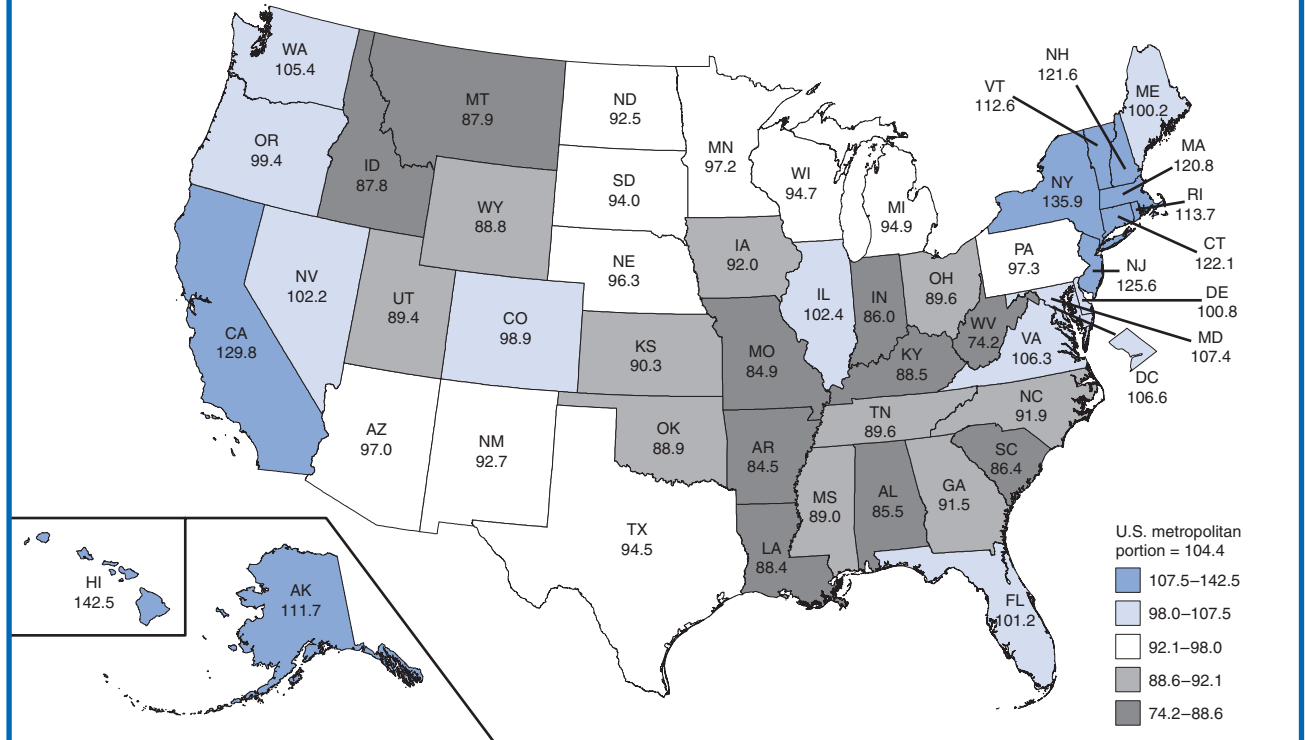 WA
105.4
MT
87.9
ND
92.5
MN
97.2
OR
99.4
ID
87.8
SD
94.0
WI
94.7
MI
94.9
NH
121.6
VT
112.6
ME
100.2
MA
120.8
NY
135.9
RI
113.7
CT
122.1
WY
88.8
NE
96.3
IA
92.0
PA
97.3
NJ
125.6
NV
102.2
UT
89.4
CO
98.9
IL
102.4
IN
86.0
OH
89.6
DE
100.8
CA
129.8
KS
90.3
MO
84.9
KY
88.5
WV
74.2
VA
106.3
MD
107.4
DC
106.6
AZ
97.0
NM
92.7
OK
88.9
AR
84.5
TN
89.6
NC
91.9
SC
86.4
TX
94.5
LA
88.4
MS
89.0
AL
85.5
GA
91.5
FL
101.2
HI
142.5
AK
111.7
U.S. metropolitan
portion = 104.4
107.5–142.5
98.0–107.5
92.1–98.0
88.6–92.1
74.2–88.6